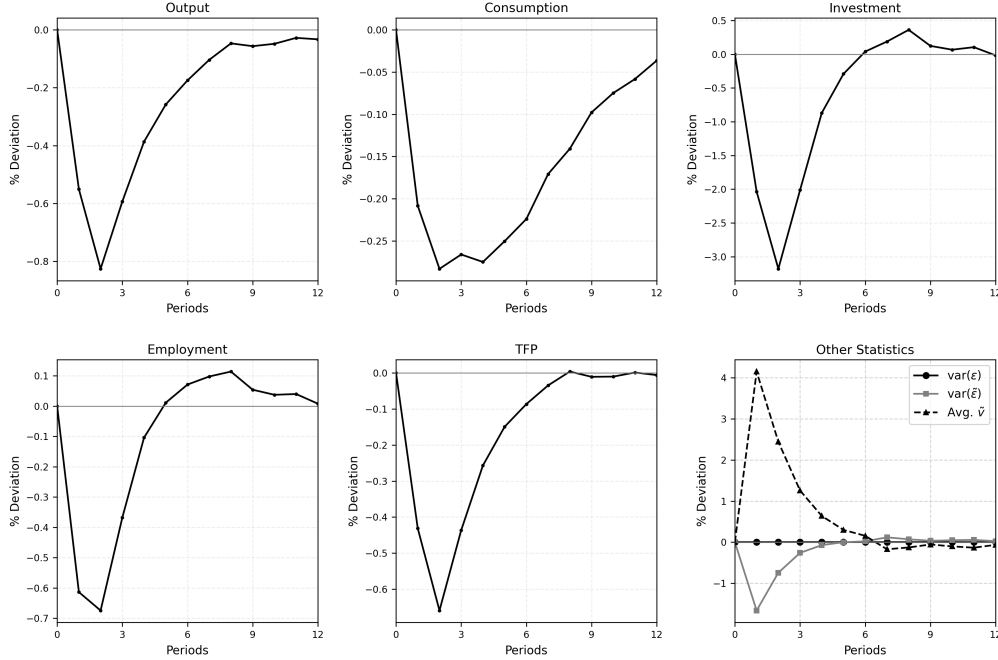 Output
% Deviation
0.0
−0.2
−0.4
−0.6
−0.8
0 3 6 9 12
Periods
Consumption
% Deviation
0.00
−0.05
−0.10
−0.15
−0.20
−0.25
0 3 6 9 12
Periods
Investment
% Deviation
0.5
0.0
−0.5
−1.0
−1.5
−2.0
−2.5
−3.0
0 3 6 9 12
Periods
Employment
% Deviation
0.1
0.0
−0.1
−0.2
−0.3
−0.4
−0.5
−0.6
−0.7
0 3 6 9 12
Periods
TFP
% Deviation
0.0
−0.1
−0.2
−0.3
−0.4
−0.5
−0.6
0 3 6 9 12
Periods
Other Statistics
% Deviation
4
3
2
1
0
−1
var(ε)
var(ε̃)
Avg. ṽ
0 3 6 9 12
Periods